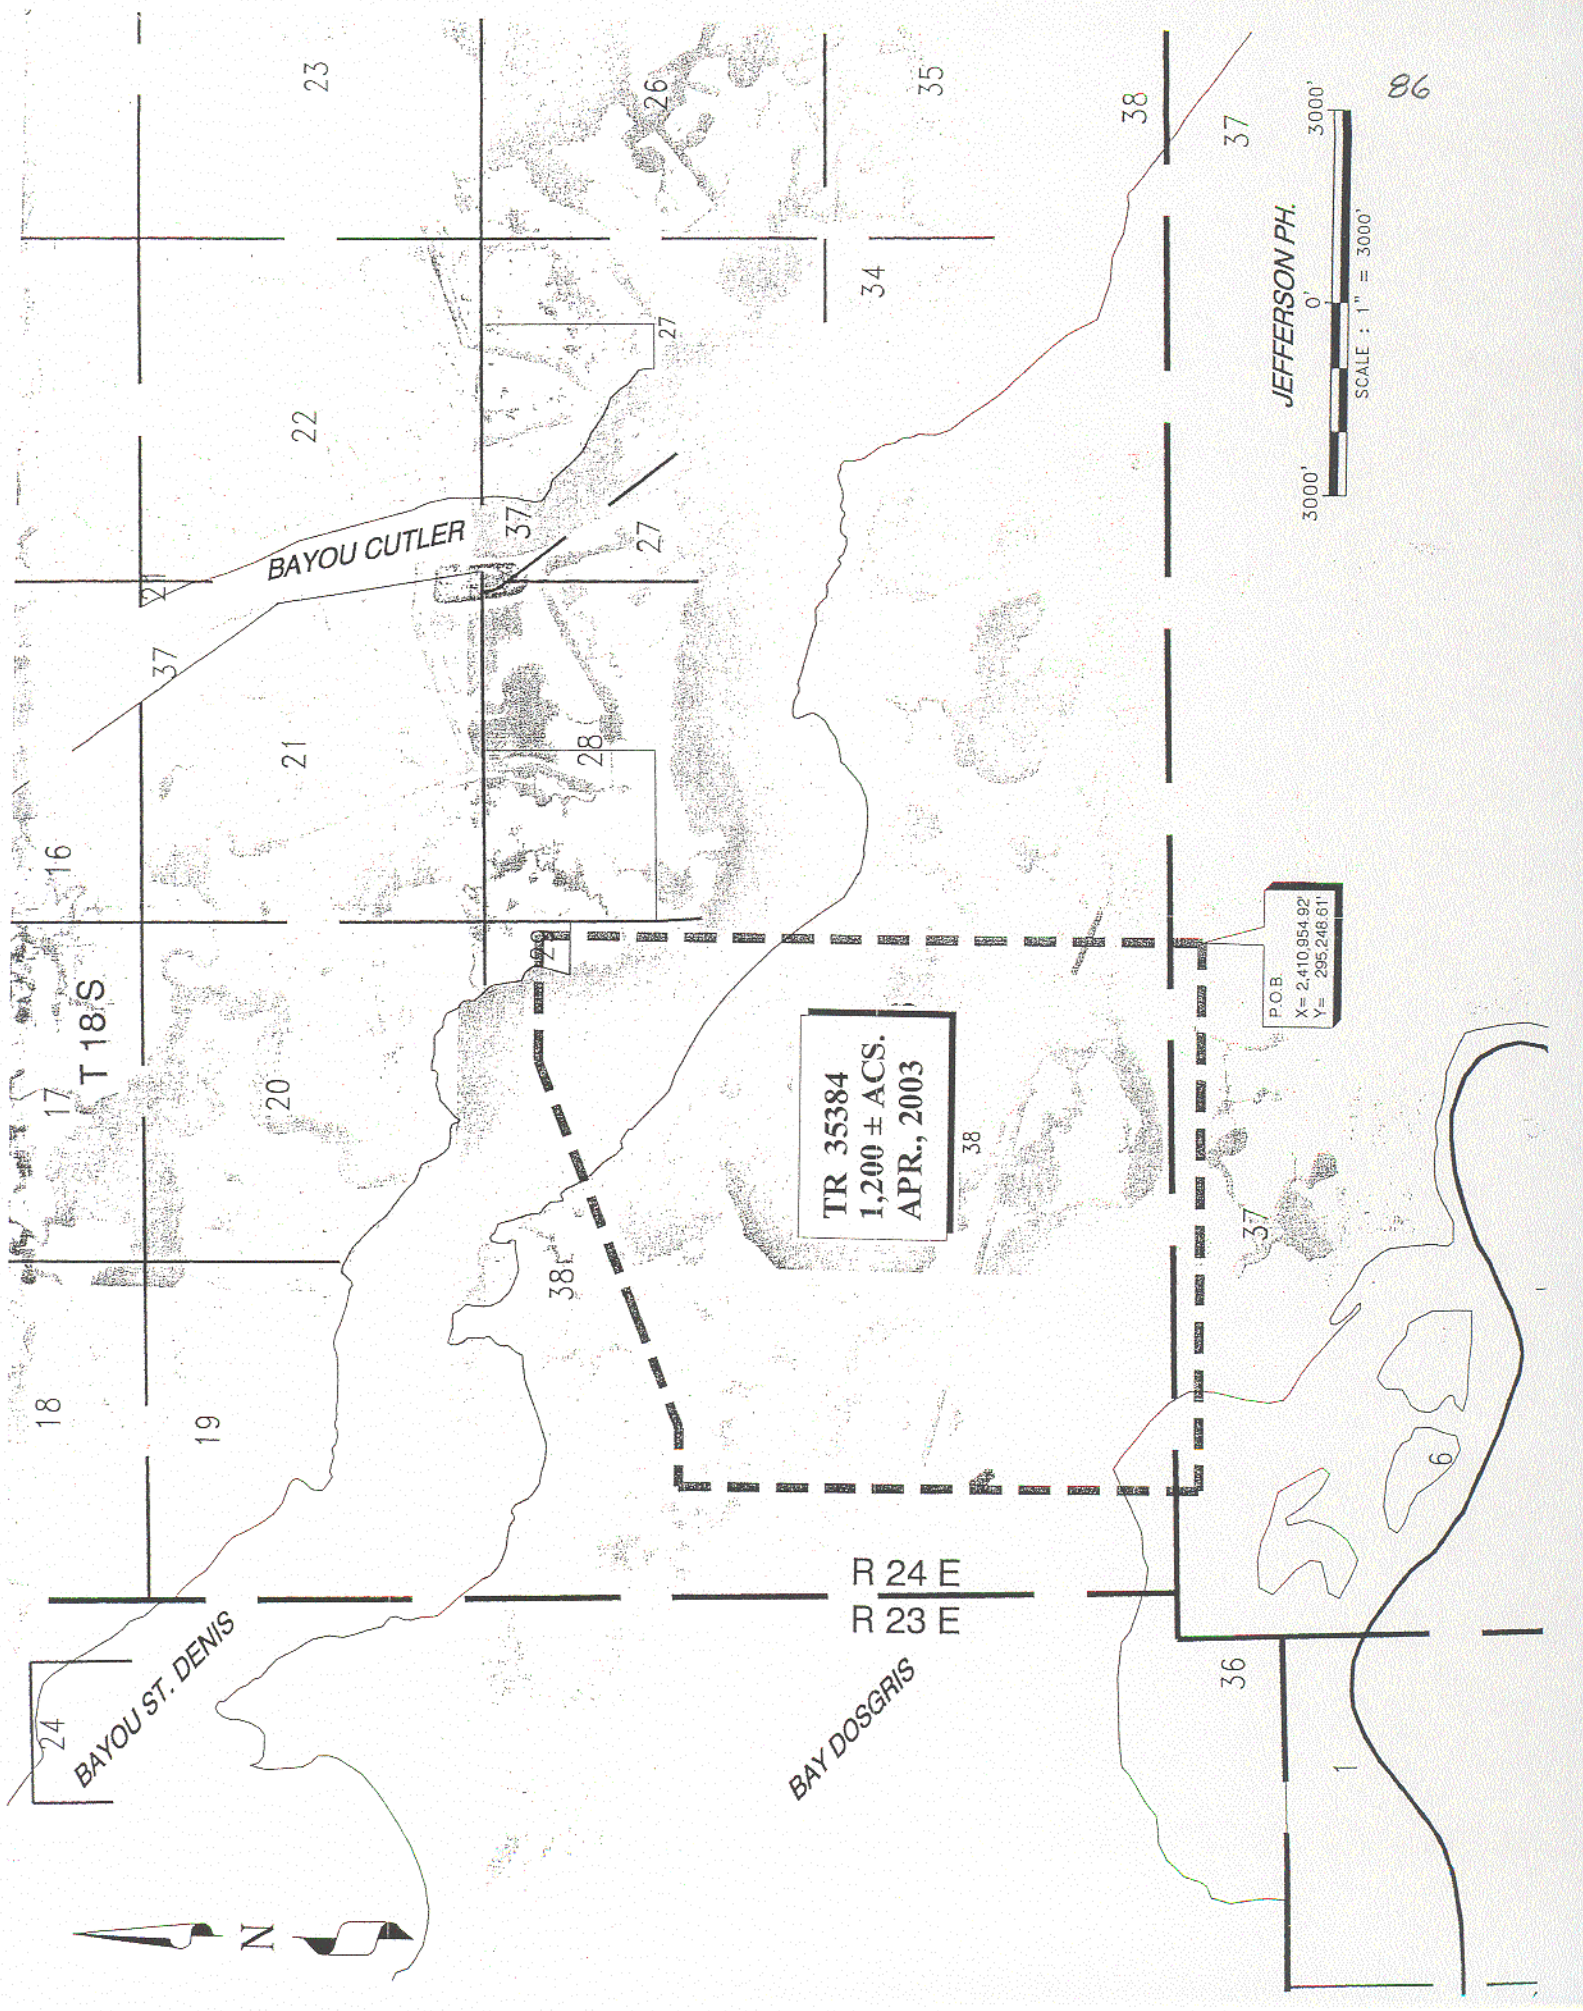 18
17
16
T 18S
24
19
20
21
37
21
22
23
BAYOU ST. DENIS
BAYOU CUTLER
38
29
28
37
27
27
26
34
35
TR 35384
1,200 ± ACS.
APR., 2003
38
R 24 E
R 23 E
BAY DOSGRIS
38
37
36
37
1
6
P.O.B.
X= 2,410,954.92'
Y= 295,248.61'
JEFFERSON PH.
3000' 0' 3000'
SCALE : 1" = 3000'
86
N